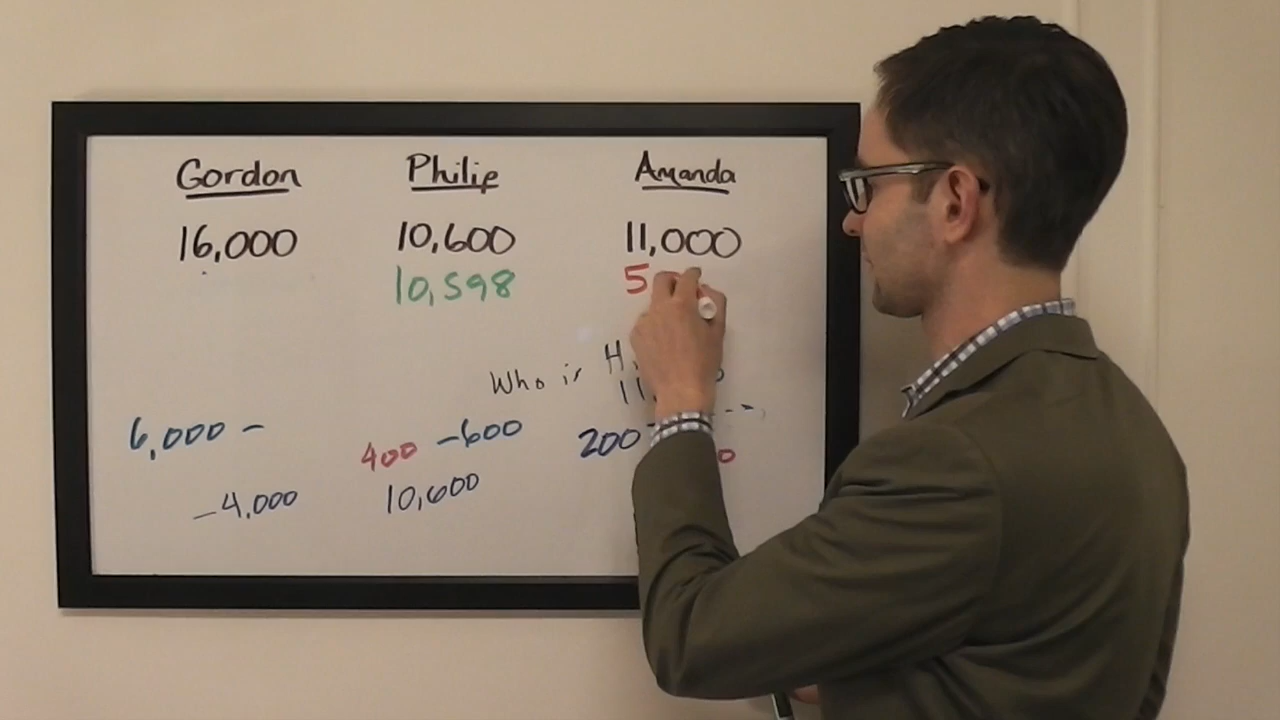 Gordon Philip Amanda
16,000 10,600 11,000
10,598 5
Who is
6,000 - 400 -600 200
-4,000 10,600